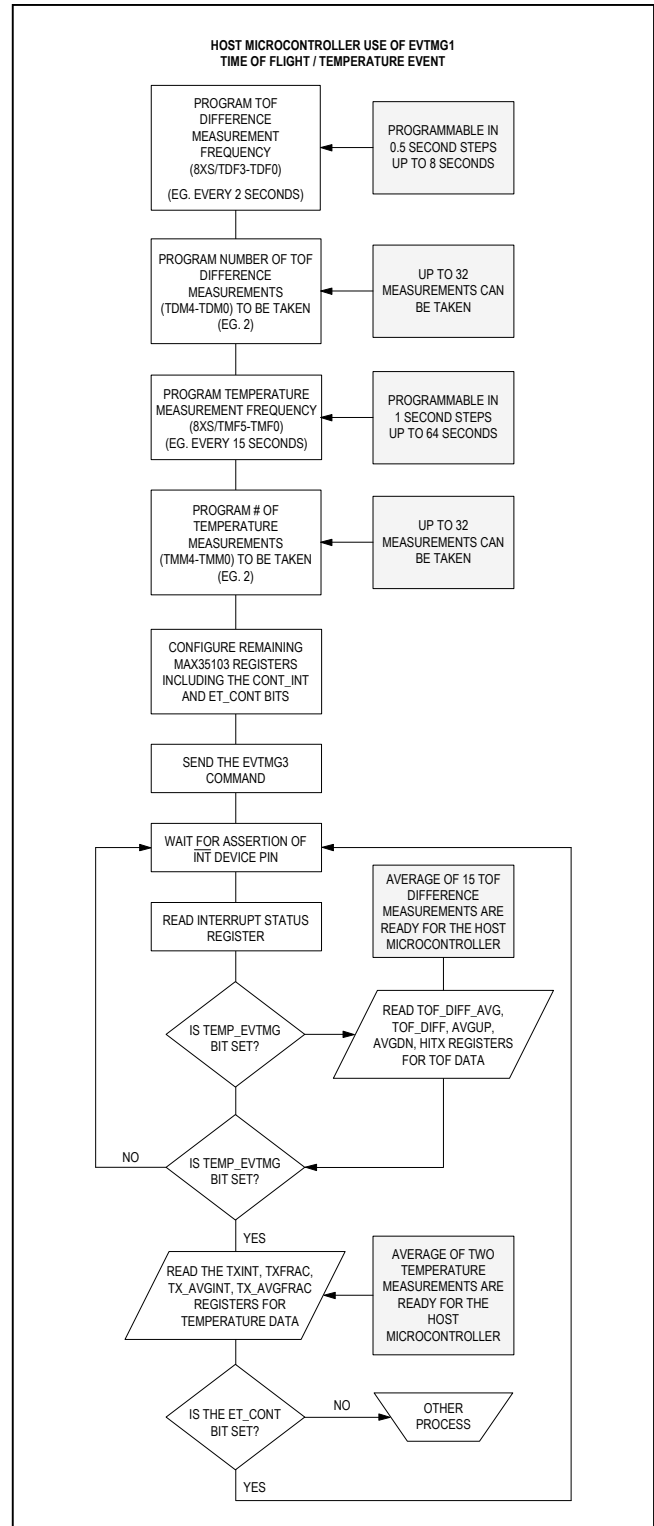 HOST MICROCONTROLLER USE OF EVTMG1
TIME OF FLIGHT / TEMPERATURE EVENT
PROGRAM TOF
DIFFERENCE
MEASUREMENT
FREQUENCY
(8XS/TDF3-TDF0)
(EG. EVERY 2 SECONDS)
PROGRAMMABLE IN
0.5 SECOND STEPS
UP TO 8 SECONDS
PROGRAM NUMBER OF TOF
DIFFERENCE
MEASUREMENTS
(TDM4-TDM0) TO BE TAKEN
(EG. 2)
UP TO 32
MEASUREMENTS CAN
BE TAKEN
PROGRAM TEMPERATURE
MEASUREMENT FREQUENCY
(8XS/TMF5-TMF0)
(EG. EVERY 15 SECONDS)
PROGRAMMABLE IN
1 SECOND STEPS
UP TO 64 SECONDS
PROGRAM # OF
TEMPERATURE
MEASUREMENTS
(TMM4-TMM0) TO BE TAKEN
(EG. 2)
UP TO 32
MEASUREMENTS CAN
BE TAKEN
CONFIGURE REMAINING
MAX35103 REGISTERS
INCLUDING THE CONT_INT
AND ET_CONT BITS
SEND THE EVTMG3
COMMAND
WAIT FOR ASSERTION OF
INT DEVICE PIN
READ INTERRUPT STATUS
REGISTER
AVERAGE OF 15 TOF
DIFFERENCE
MEASUREMENTS ARE
READY FOR THE HOST
MICROCONTROLLER
IS TEMP_EVTMG
BIT SET?
READ TOF_DIFF_AVG,
TOF_DIFF, AVGUP,
AVGDN, HITX REGISTERS
FOR TOF DATA
NO
IS TEMP_EVTMG
BIT SET?
YES
READ THE TXINT, TXFRAC,
TX_AVGINT, TX_AVGFRAC
REGISTERS FOR
TEMPERATURE DATA
AVERAGE OF TWO
TEMPERATURE
MEASUREMENTS ARE
READY FOR THE
HOST
MICROCONTROLLER
IS THE ET_CONT
BIT SET?
NO
OTHER
PROCESS
YES